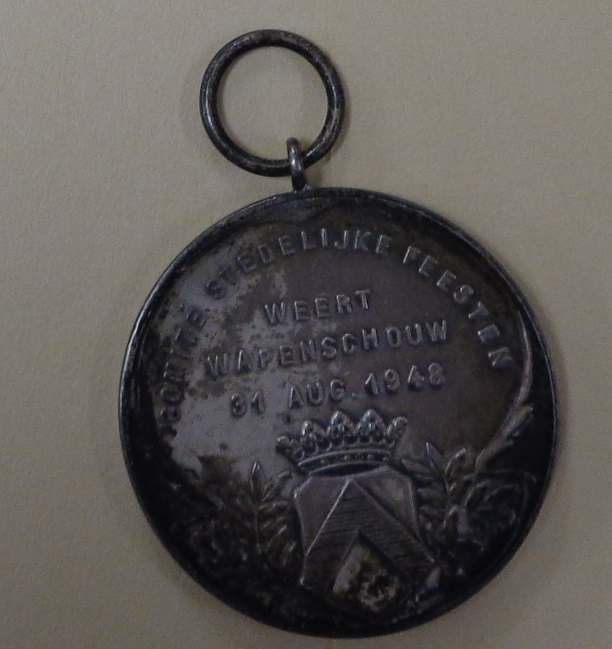 COMITÉ STEDELIJKE FEESTEN
WEERT
WAPENSCHOUW
31 AUG. 1948